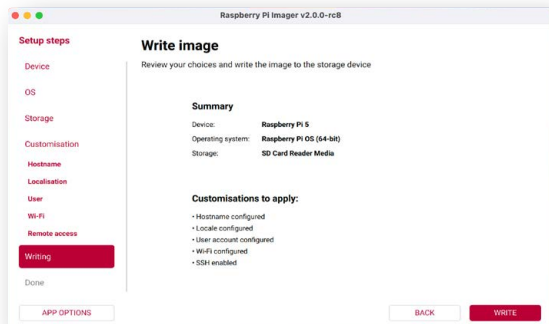 Raspberry Pi Imager v2.0.0-rc8
Setup steps
Device
OS
Storage
Customisation
Hostname
Localisation
User
Wi-Fi
Remote access
Writing
Done
APP OPTIONS
Write image
Review your choices and write the image to the storage device
Summary
Device: Raspberry Pi 5
Operating system: Raspberry Pi OS (64-bit)
Storage: SD Card Reader Media
Customisations to apply:
• Hostname configured
• Locale configured
• User account configured
• Wi-Fi configured
• SSH enabled
BACK
WRITE